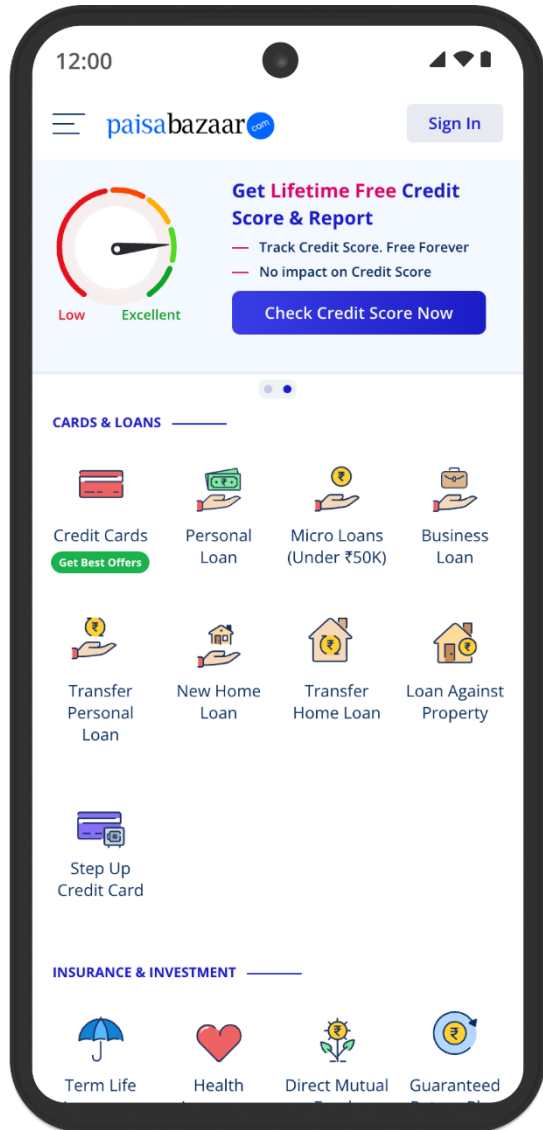 12:00
paisabazaar com
Sign In
Get Lifetime Free Credit
Score & Report
— Track Credit Score. Free Forever
— No impact on Credit Score
Low Excellent
Check Credit Score Now
CARDS & LOANS
Credit Cards
Get Best Offers
Personal
Loan
Micro Loans
(Under ₹50K)
Business
Loan
Transfer
Personal
Loan
New Home
Loan
Transfer
Home Loan
Loan Against
Property
Step Up
Credit Card
INSURANCE & INVESTMENT
Term Life
Health
Direct Mutual
Guaranteed